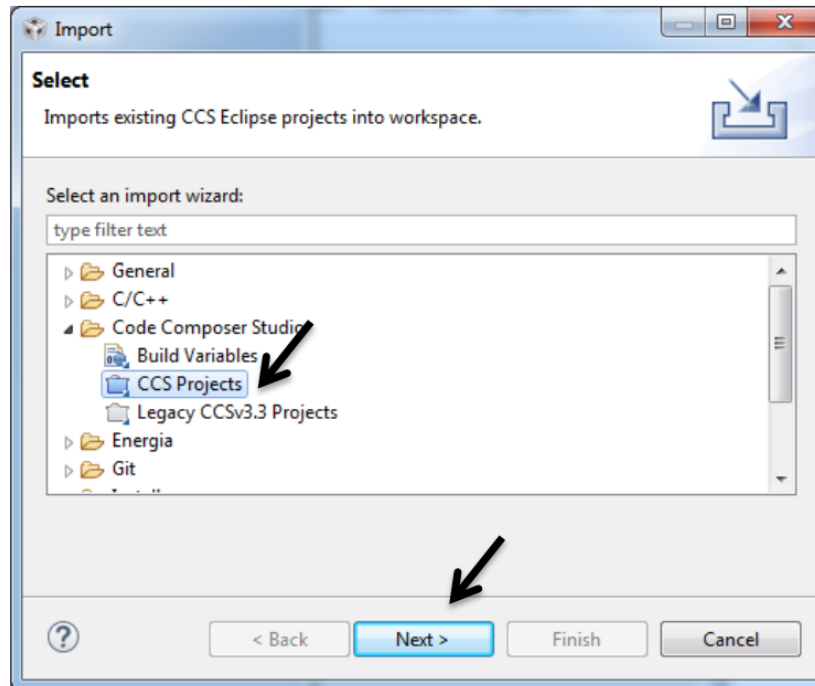 Import
Select
Imports existing CCS Eclipse projects into workspace.
Select an import wizard:
type filter text
General
C/C++
Code Composer Studio
Build Variables
CCS Projects
Legacy CCSv3.3 Projects
Energia
Git
?
< Back Next > Finish Cancel